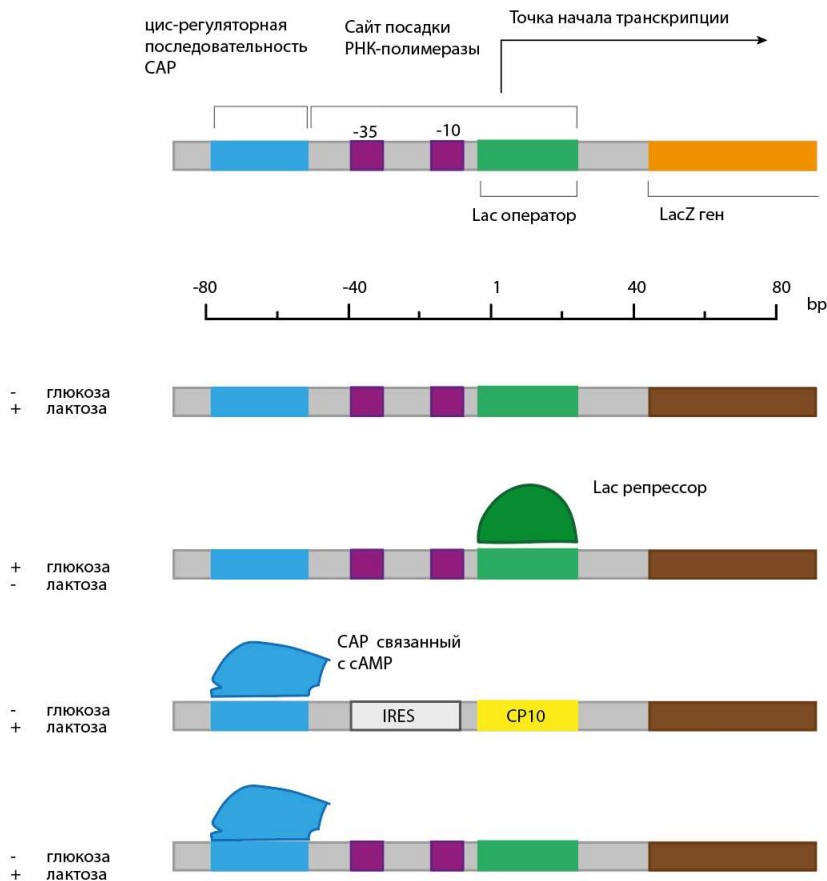 цис-регуляторная
последовательность
CAP
Сайт посадки
РНК-полимеразы
Точка начала транскрипции
-35
-10
Lac оператор
LacZ ген
-80
-40
1
40
80
bp
- глюкоза
+ лактоза
Lac репрессор
+ глюкоза
- лактоза
CAP связанный
с cAMP
- глюкоза
+ лактоза
IRES
CP10
- глюкоза
+ лактоза